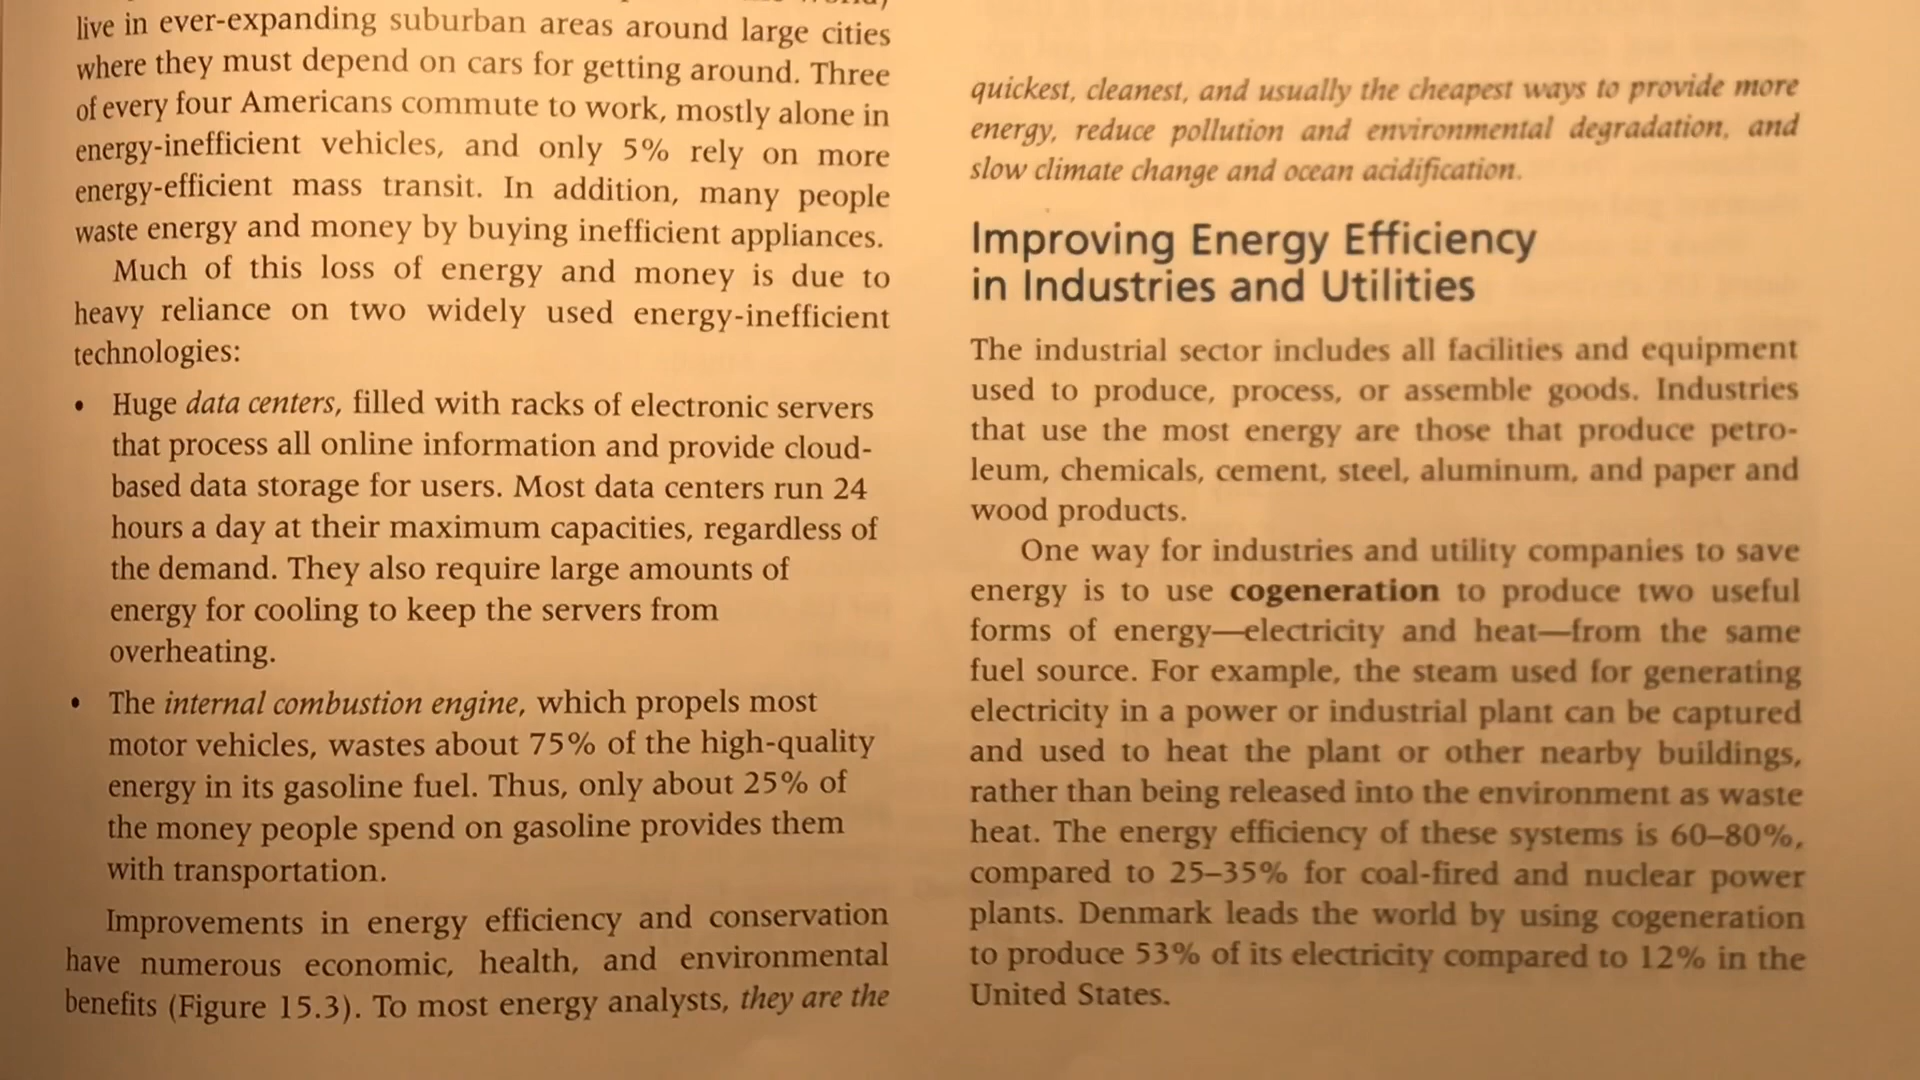 live in ever-expanding suburban areas around large cities
where they must depend on cars for getting around. Three
of every four Americans commute to work, mostly alone in
energy-inefficient vehicles, and only 5% rely on more
energy-efficient mass transit. In addition, many people
waste energy and money by buying inefficient appliances.
Much of this loss of energy and money is due to
heavy reliance on two widely used energy-inefficient
technologies:
• Huge data centers, filled with racks of electronic servers
that process all online information and provide cloud-
based data storage for users. Most data centers run 24
hours a day at their maximum capacities, regardless of
the demand. They also require large amounts of
energy for cooling to keep the servers from
overheating.
• The internal combustion engine, which propels most
motor vehicles, wastes about 75% of the high-quality
energy in its gasoline fuel. Thus, only about 25% of
the money people spend on gasoline provides them
with transportation.
Improvements in energy efficiency and conservation
have numerous economic, health, and environmental
benefits (Figure 15.3). To most energy analysts, they are the
quickest, cleanest, and usually the cheapest ways to provide more
energy, reduce pollution and environmental degradation, and
slow climate change and ocean acidification.
Improving Energy Efficiency
in Industries and Utilities
The industrial sector includes all facilities and equipment
used to produce, process, or assemble goods. Industries
that use the most energy are those that produce petro-
leum, chemicals, cement, steel, aluminum, and paper and
wood products.
One way for industries and utility companies to save
energy is to use cogeneration to produce two useful
forms of energy—electricity and heat—from the same
fuel source. For example, the steam used for generating
electricity in a power or industrial plant can be captured
and used to heat the plant or other nearby buildings,
rather than being released into the environment as waste
heat. The energy efficiency of these systems is 60–80%,
compared to 25–35% for coal-fired and nuclear power
plants. Denmark leads the world by using cogeneration
to produce 53% of its electricity compared to 12% in the
United States.